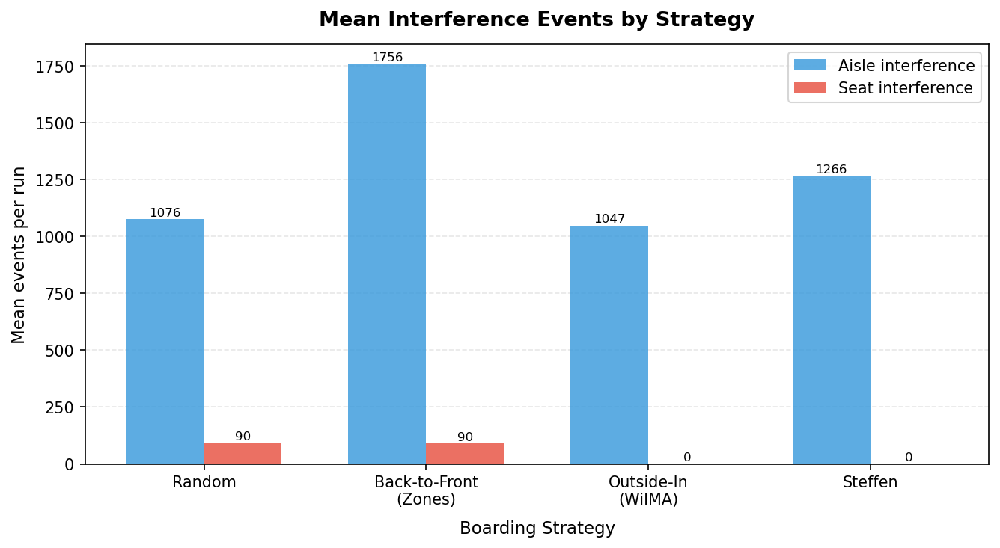 Mean Interference Events by Strategy
Aisle interference
Seat interference
Mean events per run
1750
1500
1250
1000
750
500
250
0
1076
90
1756
90
1047
0
1266
0
Random
Back-to-Front
(Zones)
Outside-In
(WilMA)
Steffen
Boarding Strategy